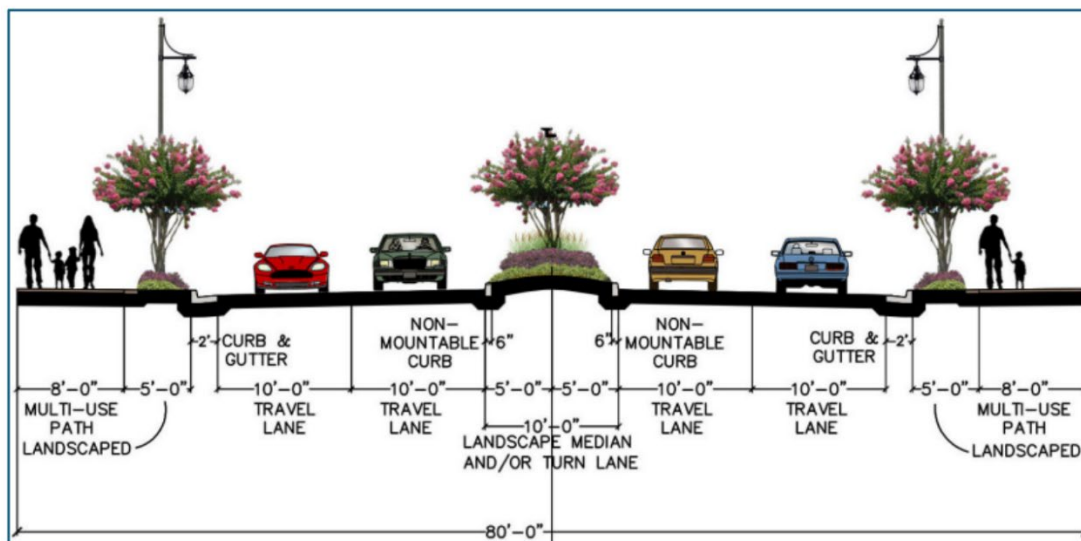 2'
CURB &
GUTTER
NON-
MOUNTABLE
CURB
6"
6"
NON-
MOUNTABLE
CURB
CURB &
GUTTER
2'
8'-0"
5'-0"
10'-0"
10'-0"
5'-0"
5'-0"
10'-0"
10'-0"
5'-0"
8'-0"
MULTI-USE
PATH
LANDSCAPED
TRAVEL
LANE
TRAVEL
LANE
10'-0"
LANDSCAPE MEDIAN
AND/OR TURN LANE
TRAVEL
LANE
TRAVEL
LANE
MULTI-USE
PATH
LANDSCAPED
80'-0"